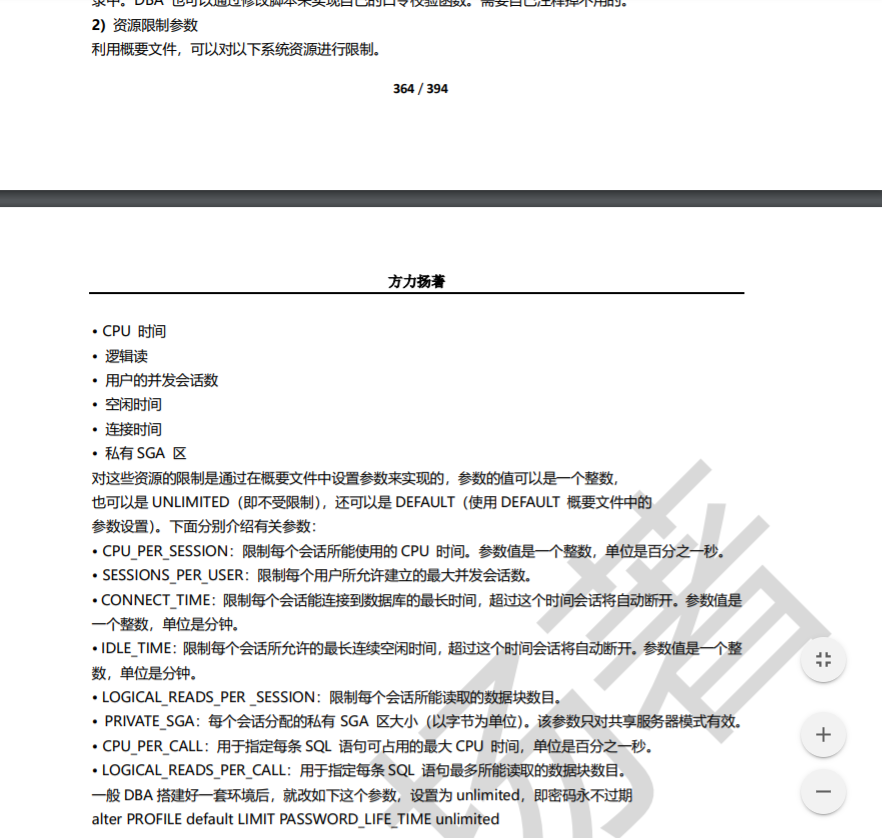 录中。DBA 也可以通过修改脚本来实现自己的口令校验函数。需要自己注释掉不用的。
2) 资源限制参数
利用概要文件，可以对以下系统资源进行限制。
364 / 394
方力扬著
• CPU 时间
• 逻辑读
• 用户的并发会话数
• 空闲时间
• 连接时间
• 私有 SGA 区
对这些资源的限制是通过在概要文件中设置参数来实现的，参数的值可以是一个整数，
也可以是 UNLIMITED（即不受限制），还可以是 DEFAULT（使用 DEFAULT 概要文件中的
参数设置）。下面分别介绍有关参数：
• CPU_PER_SESSION：限制每个会话所能使用的 CPU 时间。参数值是一个整数，单位是百分之一秒。
• SESSIONS_PER_USER：限制每个用户所允许建立的最大并发会话数。
• CONNECT_TIME：限制每个会话能连接到数据库的最长时间，超过这个时间会话将自动断开。参数值是
一个整数，单位是分钟。
• IDLE_TIME：限制每个会话所允许的最长连续空闲时间，超过这个时间会话将自动断开。参数值是一个整
数，单位是分钟。
• LOGICAL_READS_PER _SESSION：限制每个会话所能读取的数据块数目。
• PRIVATE_SGA：每个会话分配的私有 SGA 区大小（以字节为单位）。该参数只对共享服务器模式有效。
• CPU_PER_CALL：用于指定每条 SQL 语句可占用的最大 CPU 时间，单位是百分之一秒。
• LOGICAL_READS_PER_CALL：用于指定每条 SQL 语句最多所能读取的数据块数目。
一般 DBA 搭建好一套环境后，就改如下这个参数，设置为 unlimited，即密码永不过期
alter PROFILE default LIMIT PASSWORD_LIFE_TIME unlimited
扬著